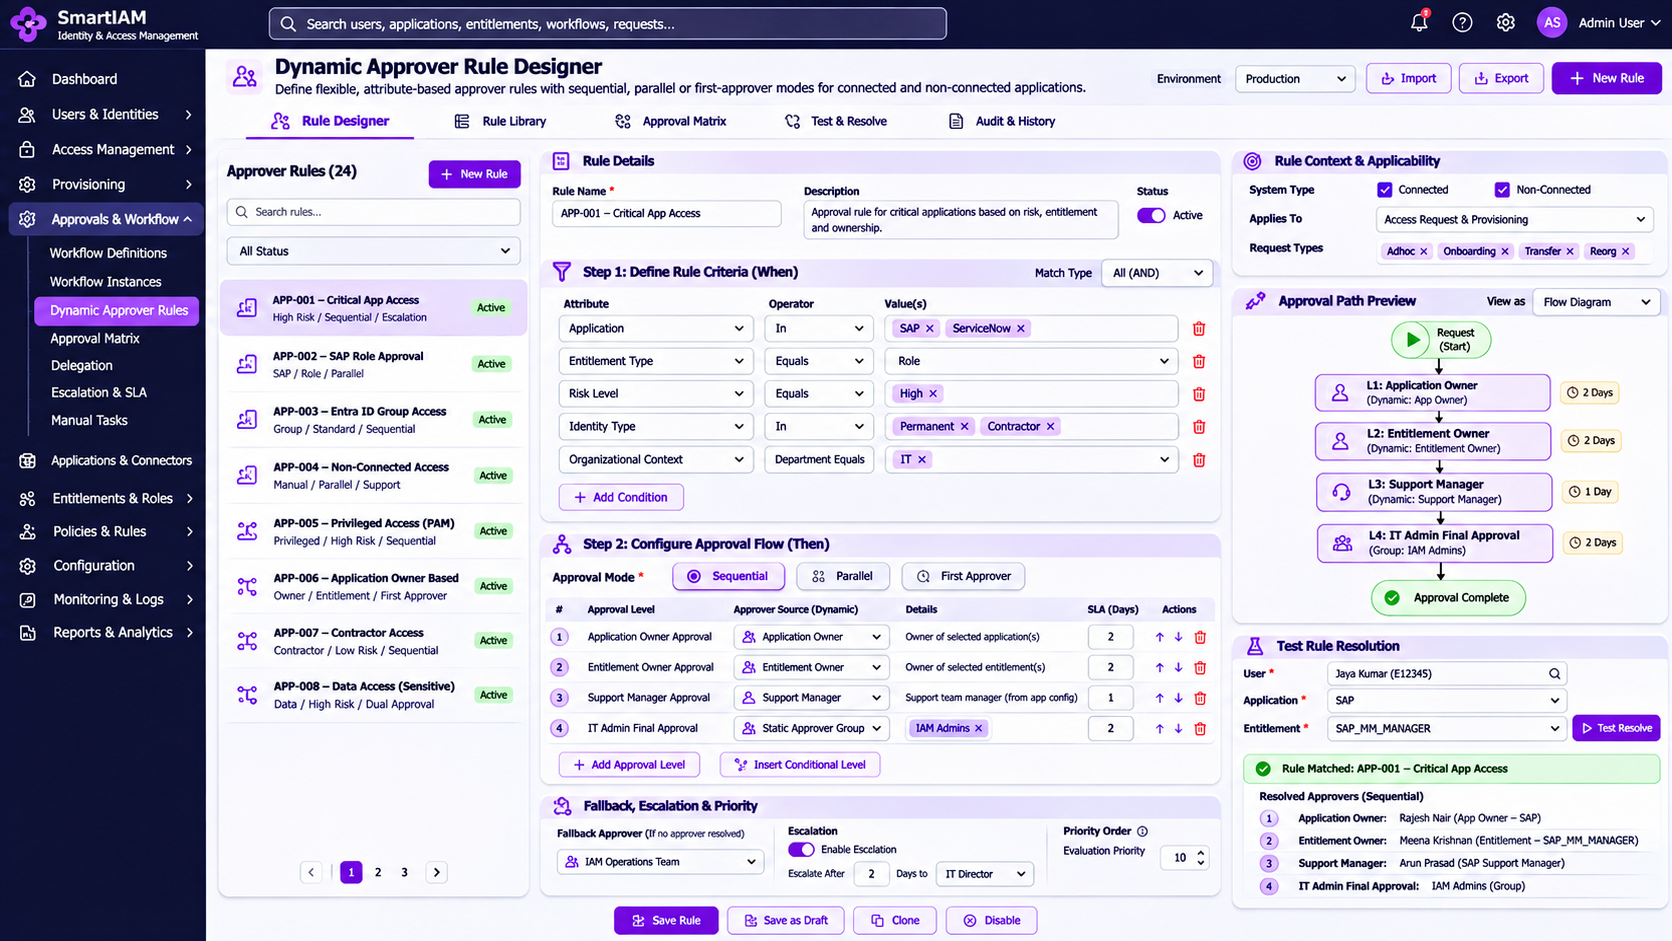 SmartIAM
Identity & Access Management
Search users, applications, entitlements, workflows, requests...
AS
Admin User
Dashboard
Users & Identities
Access Management
Provisioning
Approvals & Workflow
Workflow Definitions
Workflow Instances
Dynamic Approver Rules
Approval Matrix
Delegation
Escalation & SLA
Manual Tasks
Applications & Connectors
Entitlements & Roles
Policies & Rules
Configuration
Monitoring & Logs
Reports & Analytics
Dynamic Approver Rule Designer
Define flexible, attribute-based approver rules with sequential, parallel or first-approver modes for connected and non-connected applications.
Environment
Production
Import
Export
+ New Rule
Rule Designer
Rule Library
Approval Matrix
Test & Resolve
Audit & History
Approver Rules (24)
+ New Rule
Search rules...
All Status
APP-001 – Critical App Access
High Risk / Sequential / Escalation
Active
APP-002 – SAP Role Approval
SAP / Role / Parallel
Active
APP-003 – Entra ID Group Access
Group / Standard / Sequential
Active
APP-004 – Non-Connected Access
Manual / Parallel / Support
Active
APP-005 – Privileged Access (PAM)
Privileged / High Risk / Sequential
Active
APP-006 – Application Owner Based
Owner / Entitlement / First Approver
Active
APP-007 – Contractor Access
Contractor / Low Risk / Sequential
Active
APP-008 – Data Access (Sensitive)
Data / High Risk / Dual Approval
Active
< 1 2 3 >
Rule Details
Rule Name *
APP-001 – Critical App Access
Description
Approval rule for critical applications based on risk, entitlement
and ownership.
Status
Active
Step 1: Define Rule Criteria (When)
Match Type
All (AND)
Attribute Operator Value(s)
Application In SAP × ServiceNow ×
Entitlement Type Equals Role
Risk Level Equals High ×
Identity Type In Permanent × Contractor ×
Organizational Context Department Equals IT ×
+ Add Condition
Step 2: Configure Approval Flow (Then)
Approval Mode * Sequential Parallel First Approver
# Approval Level Approver Source (Dynamic) Details SLA (Days) Actions
1 Application Owner Approval Application Owner Owner of selected application(s) 2
2 Entitlement Owner Approval Entitlement Owner Owner of selected entitlement(s) 2
3 Support Manager Approval Support Manager Support team manager (from app config) 1
4 IT Admin Final Approval Static Approver Group IAM Admins × 2
+ Add Approval Level
Insert Conditional Level
Fallback, Escalation & Priority
Fallback Approver (If no approver resolved)
IAM Operations Team
Escalation
Enable Escalation
Escalate After 2 Days to IT Director
Priority Order
Evaluation Priority 10
Save Rule
Save as Draft
Clone
Disable
Rule Context & Applicability
System Type Connected Non-Connected
Applies To Access Request & Provisioning
Request Types Adhoc × Onboarding × Transfer × Reorg ×
Approval Path Preview
View as Flow Diagram
Request
(Start)
L1: Application Owner
(Dynamic: App Owner)
2 Days
L2: Entitlement Owner
(Dynamic: Entitlement Owner)
2 Days
L3: Support Manager
(Dynamic: Support Manager)
1 Day
L4: IT Admin Final Approval
(Group: IAM Admins)
2 Days
Approval Complete
Test Rule Resolution
User * Jaya Kumar (E12345)
Application * SAP
Entitlement * SAP_MM_MANAGER
Test Resolve
Rule Matched: APP-001 – Critical App Access
Resolved Approvers (Sequential)
1 Application Owner: Rajesh Nair (App Owner – SAP)
2 Entitlement Owner: Meena Krishnan (Entitlement – SAP_MM_MANAGER)
3 Support Manager: Arun Prasad (SAP Support Manager)
4 IT Admin Final Approval: IAM Admins (Group)